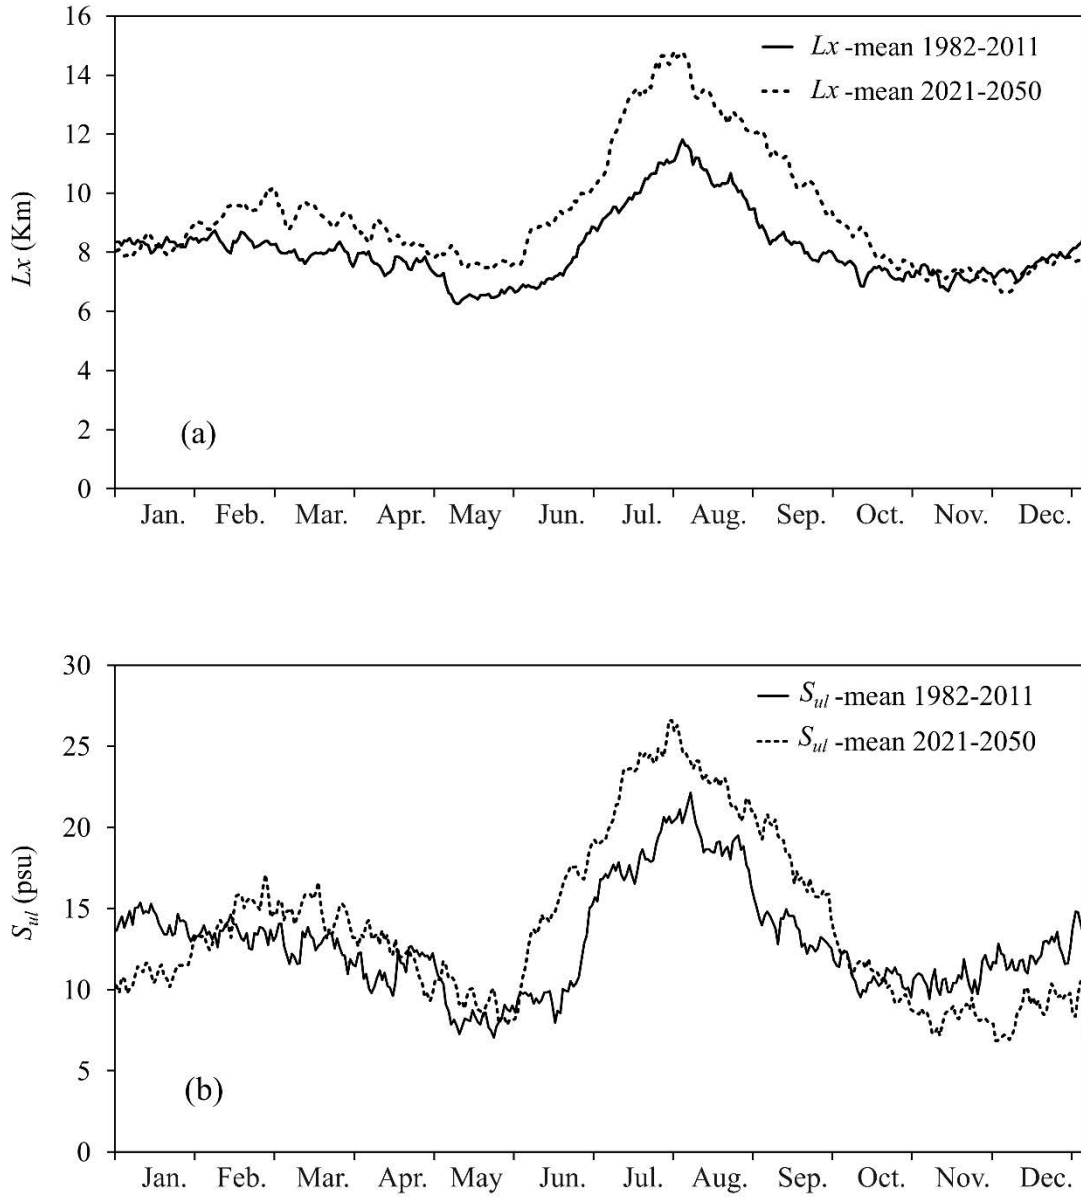 16
14
12
10
8
6
4
2
0
Lx (Km)
Lx -mean 1982-2011
Lx -mean 2021-2050
(a)
Jan. Feb. Mar. Apr. May Jun. Jul. Aug. Sep. Oct. Nov. Dec.
30
25
20
15
10
5
0
Sul (psu)
Sul -mean 1982-2011
Sul -mean 2021-2050
(b)
Jan. Feb. Mar. Apr. May Jun. Jul. Aug. Sep. Oct. Nov. Dec.